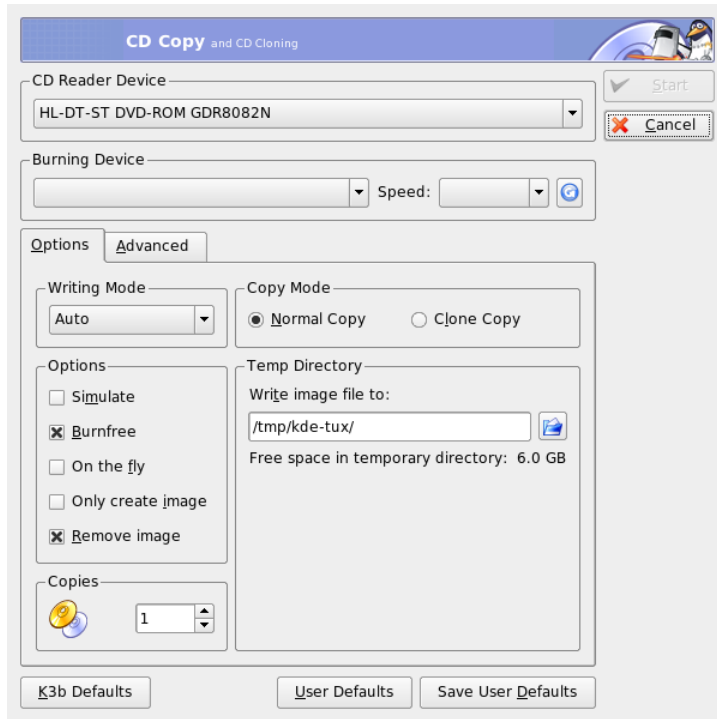 CD Copy and CD Cloning
CD Reader Device
Start
HL-DT-ST DVD-ROM GDR8082N
Cancel
Burning Device
Speed:
Options
Advanced
Writing Mode
Copy Mode
Auto
Normal Copy
Clone Copy
Options
Temp Directory
Simulate
Write image file to:
Burnfree
/tmp/kde-tux/
On the fly
Free space in temporary directory: 6.0 GB
Only create image
Remove image
Copies
1
K3b Defaults
User Defaults
Save User Defaults